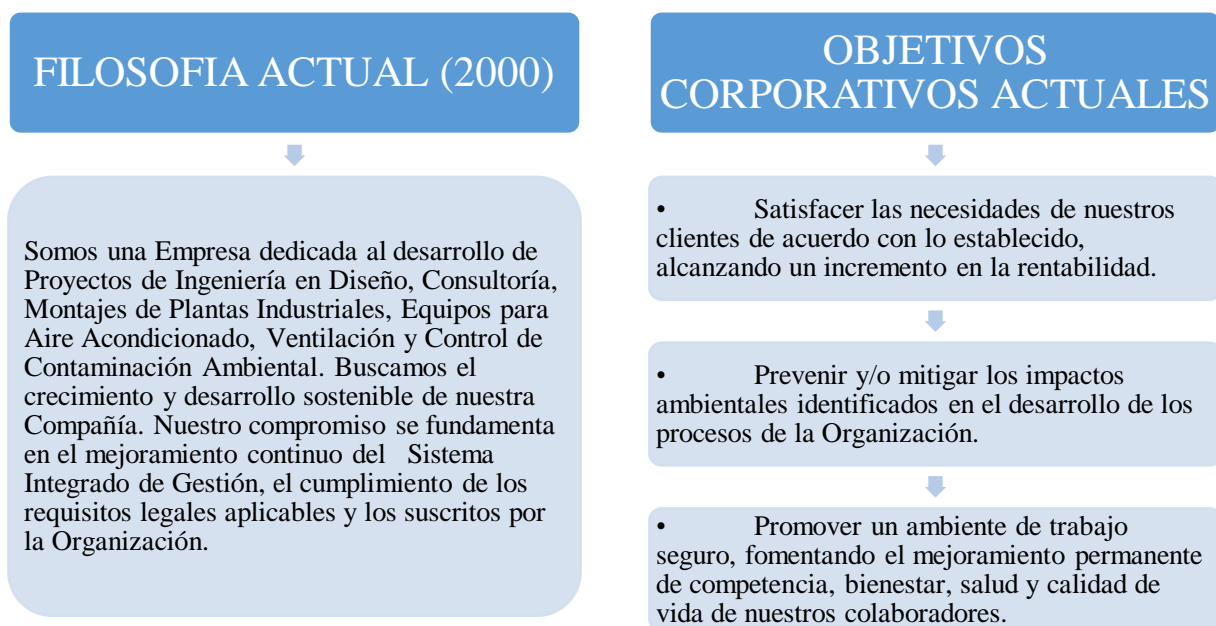 FILOSOFIA ACTUAL (2000)
Somos una Empresa dedicada al desarrollo de
Proyectos de Ingeniería en Diseño, Consultoría,
Montajes de Plantas Industriales, Equipos para
Aire Acondicionado, Ventilación y Control de
Contaminación Ambiental. Buscamos el
crecimiento y desarrollo sostenible de nuestra
Compañía. Nuestro compromiso se fundamenta
en el mejoramiento continuo del Sistema
Integrado de Gestión, el cumplimiento de los
requisitos legales aplicables y los suscritos por
la Organización.
OBJETIVOS
CORPORATIVOS ACTUALES
• Satisfacer las necesidades de nuestros
clientes de acuerdo con lo establecido,
alcanzando un incremento en la rentabilidad.
• Prevenir y/o mitigar los impactos
ambientales identificados en el desarrollo de los
procesos de la Organización.
• Promover un ambiente de trabajo
seguro, fomentando el mejoramiento permanente
de competencia, bienestar, salud y calidad de
vida de nuestros colaboradores.